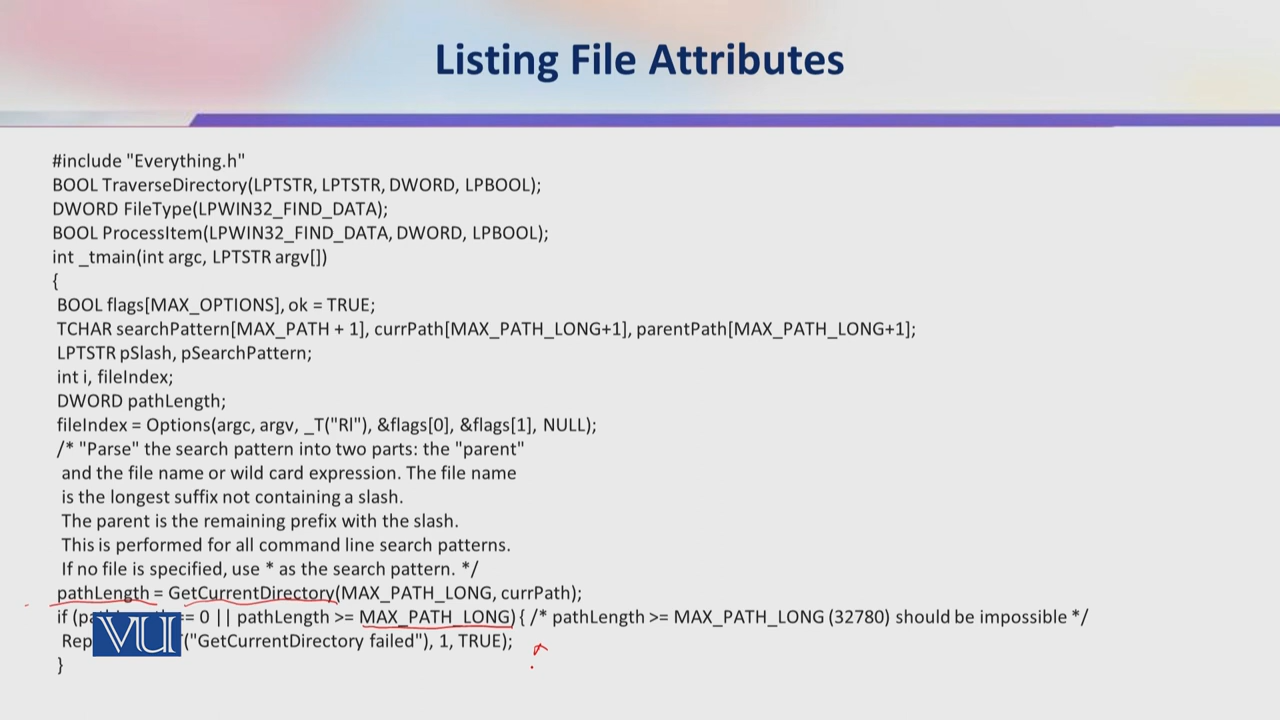 Listing File Attributes
#include "Everything.h"
BOOL TraverseDirectory(LPTSTR, LPTSTR, DWORD, LPBOOL);
DWORD FileType(LPWIN32_FIND_DATA);
BOOL ProcessItem(LPWIN32_FIND_DATA, DWORD, LPBOOL);
int _tmain(int argc, LPTSTR argv[])
{
BOOL flags[MAX_OPTIONS], ok = TRUE;
TCHAR searchPattern[MAX_PATH + 1], currPath[MAX_PATH_LONG+1], parentPath[MAX_PATH_LONG+1];
LPTSTR pSlash, pSearchPattern;
int i, fileIndex;
DWORD pathLength;
fileIndex = Options(argc, argv, _T("Rl"), &flags[0], &flags[1], NULL);
/* "Parse" the search pattern into two parts: the "parent"
and the file name or wild card expression. The file name
is the longest suffix not containing a slash.
The parent is the remaining prefix with the slash.
This is performed for all command line search patterns.
If no file is specified, use * as the search pattern. */
pathLength = GetCurrentDirectory(MAX_PATH_LONG, currPath);
if (pa == 0 || pathLength >= MAX_PATH_LONG) { /* pathLength >= MAX_PATH_LONG (32780) should be impossible */
Rep ("GetCurrentDirectory failed"), 1, TRUE);
}
VU